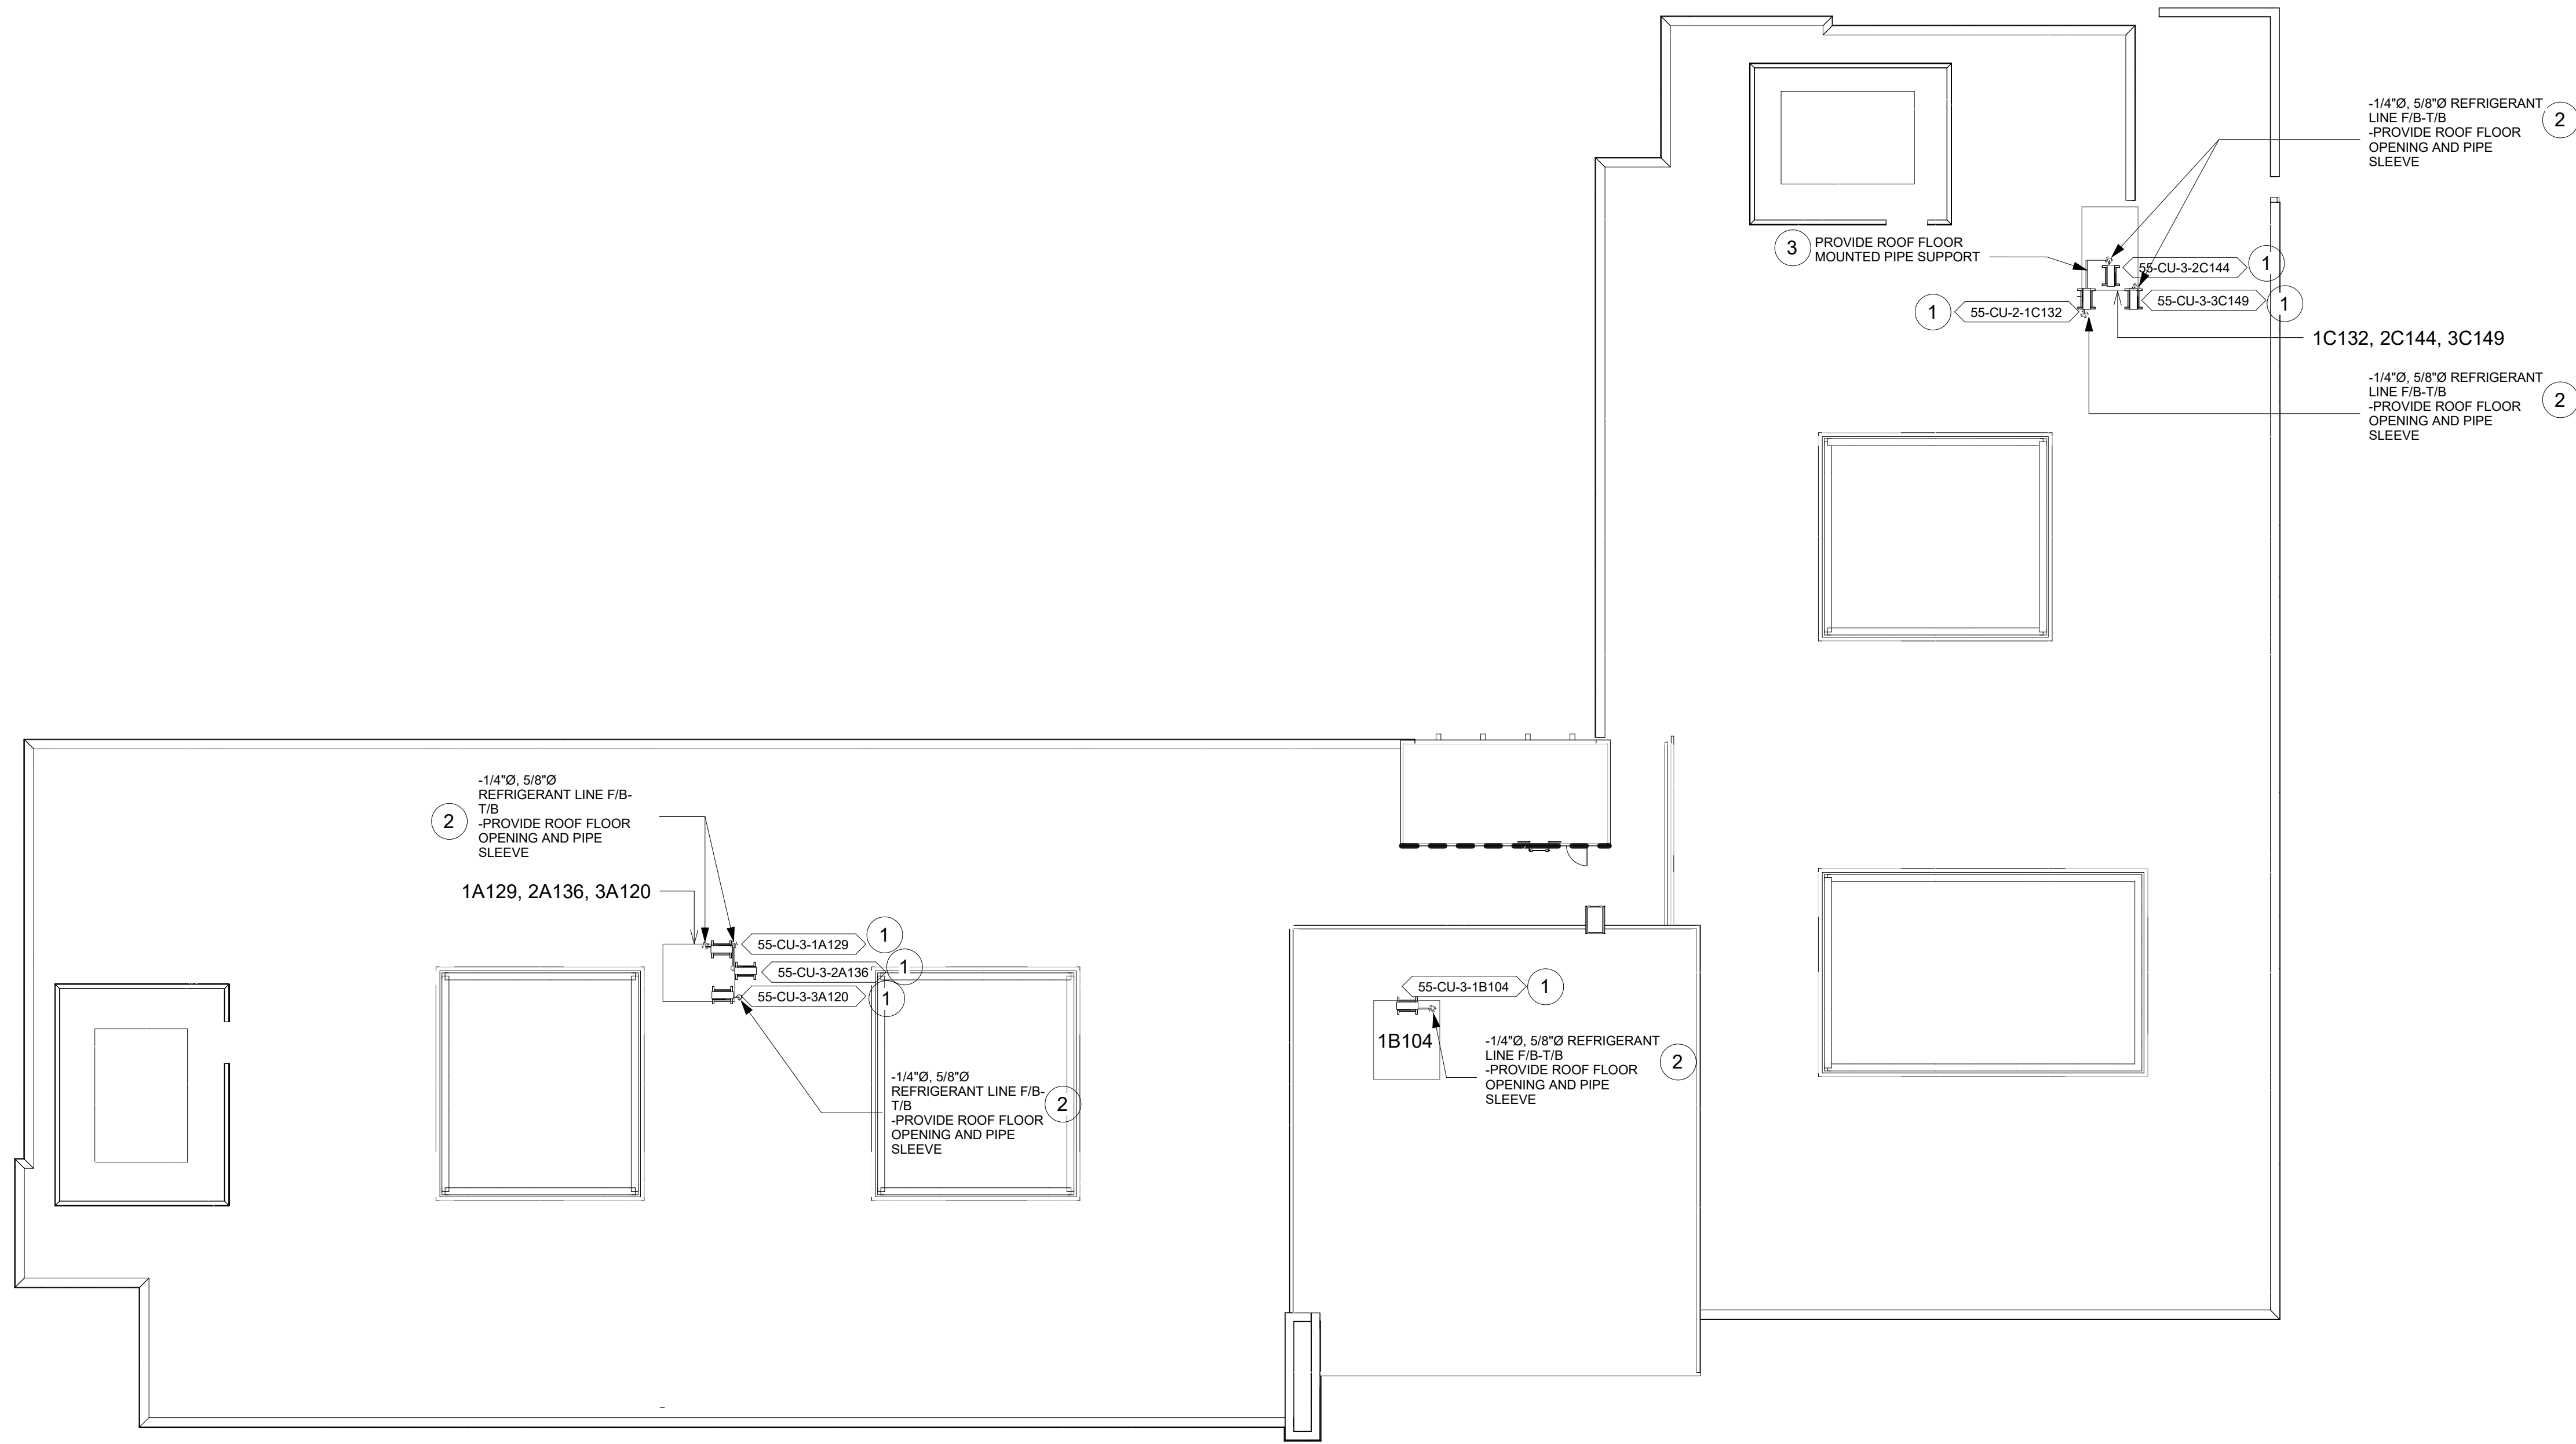 -1/4"Ø, 5/8"Ø REFRIGERANT
LINE F/B-T/B
-PROVIDE ROOF FLOOR
OPENING AND PIPE
SLEEVE
2
3
PROVIDE ROOF FLOOR
MOUNTED PIPE SUPPORT
55-CU-3-2C144
1
55-CU-3-3C149
1
1
55-CU-2-1C132
1C132, 2C144, 3C149
-1/4"Ø, 5/8"Ø REFRIGERANT
LINE F/B-T/B
-PROVIDE ROOF FLOOR
OPENING AND PIPE
SLEEVE
2
-1/4"Ø, 5/8"Ø
REFRIGERANT LINE F/B-
T/B
-PROVIDE ROOF FLOOR
OPENING AND PIPE
SLEEVE
2
1A129, 2A136, 3A120
55-CU-3-1A129
1
55-CU-3-2A136
1
55-CU-3-3A120
1
-1/4"Ø, 5/8"Ø
REFRIGERANT LINE F/B-
T/B
-PROVIDE ROOF FLOOR
OPENING AND PIPE
SLEEVE
2
55-CU-3-1B104
1
1B104
-1/4"Ø, 5/8"Ø REFRIGERANT
LINE F/B-T/B
-PROVIDE ROOF FLOOR
OPENING AND PIPE
SLEEVE
2